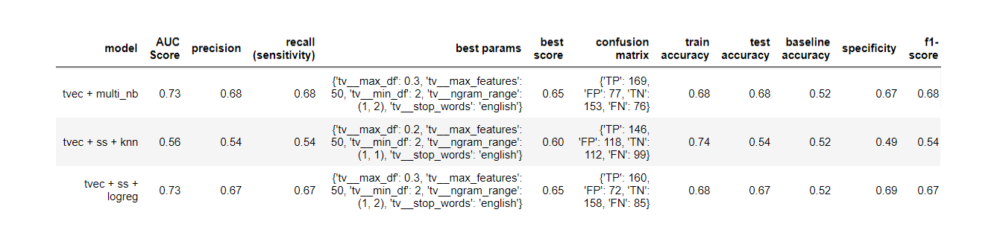 model AUC Score precision recall (sensitivity) best params best score confusion matrix train accuracy test accuracy baseline accuracy specificity f1-score
tvec + multi_nb 0.73 0.68 0.68 {'tv__max_df': 0.3, 'tv__max_features': 50, 'tv__min_df': 2, 'tv__ngram_range': (1, 2), 'tv__stop_words': 'english'} 0.65 {'TP': 169, 'FP': 77, 'TN': 153, 'FN': 76} 0.68 0.68 0.52 0.67 0.68
tvec + ss + knn 0.56 0.54 0.54 {'tv__max_df': 0.2, 'tv__max_features': 50, 'tv__min_df': 2, 'tv__ngram_range': (1, 1), 'tv__stop_words': 'english'} 0.60 {'TP': 146, 'FP': 118, 'TN': 112, 'FN': 99} 0.74 0.54 0.52 0.49 0.54
tvec + ss + logreg 0.73 0.67 0.67 {'tv__max_df': 0.3, 'tv__max_features': 50, 'tv__min_df': 2, 'tv__ngram_range': (1, 2), 'tv__stop_words': 'english'} 0.65 {'TP': 160, 'FP': 72, 'TN': 158, 'FN': 85} 0.68 0.67 0.52 0.69 0.67